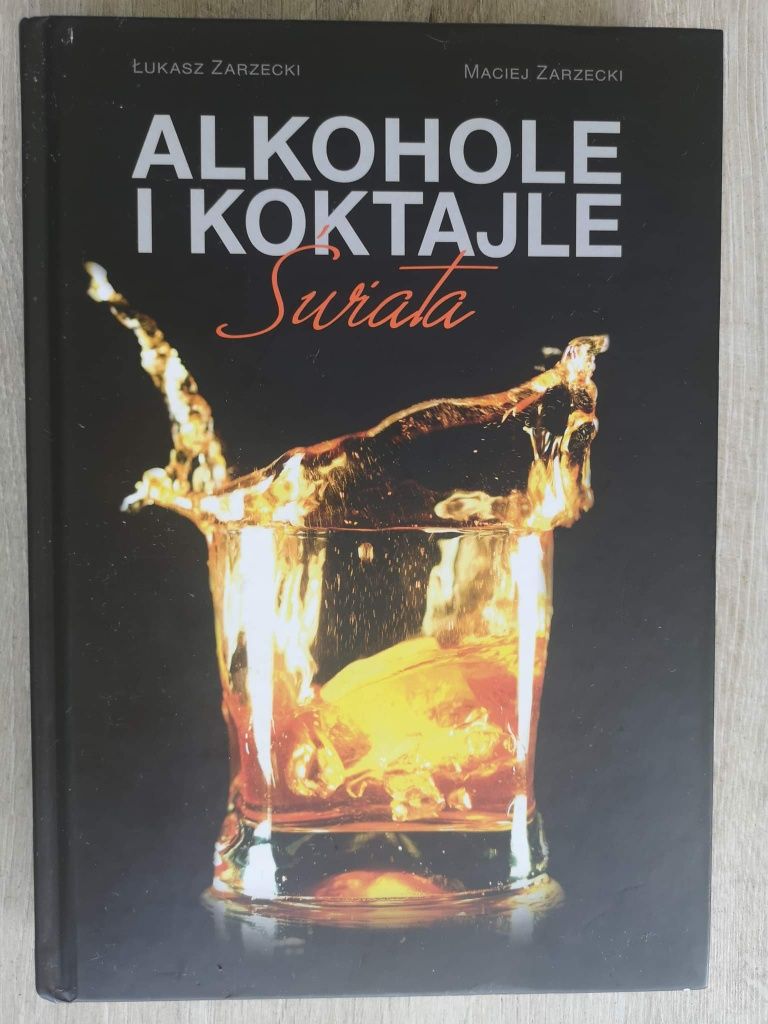 ŁUKASZ ZARZECKI MACIEJ ZARZECKI
ALKOHOLE
I KOKTAJLE
Świata